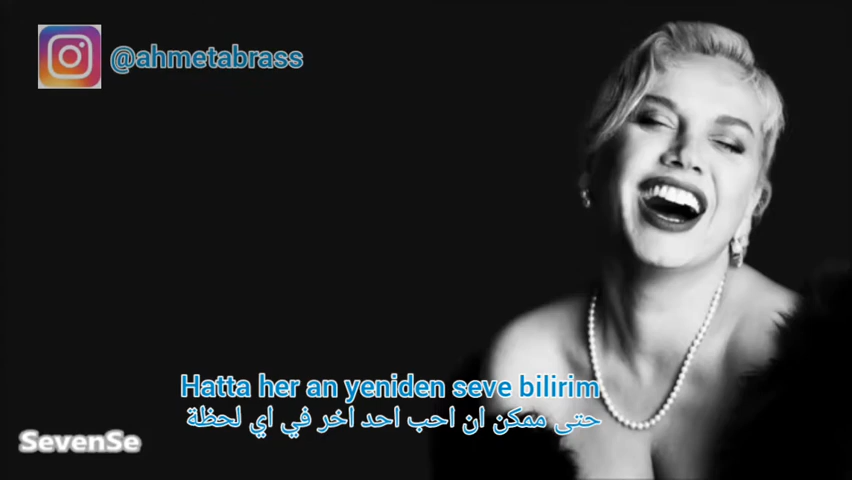 @ahmetabrass
Hatta her an yeniden seve bilirim
حتى ممكن ان احب احد اخر في اي لحظة
SevenSe